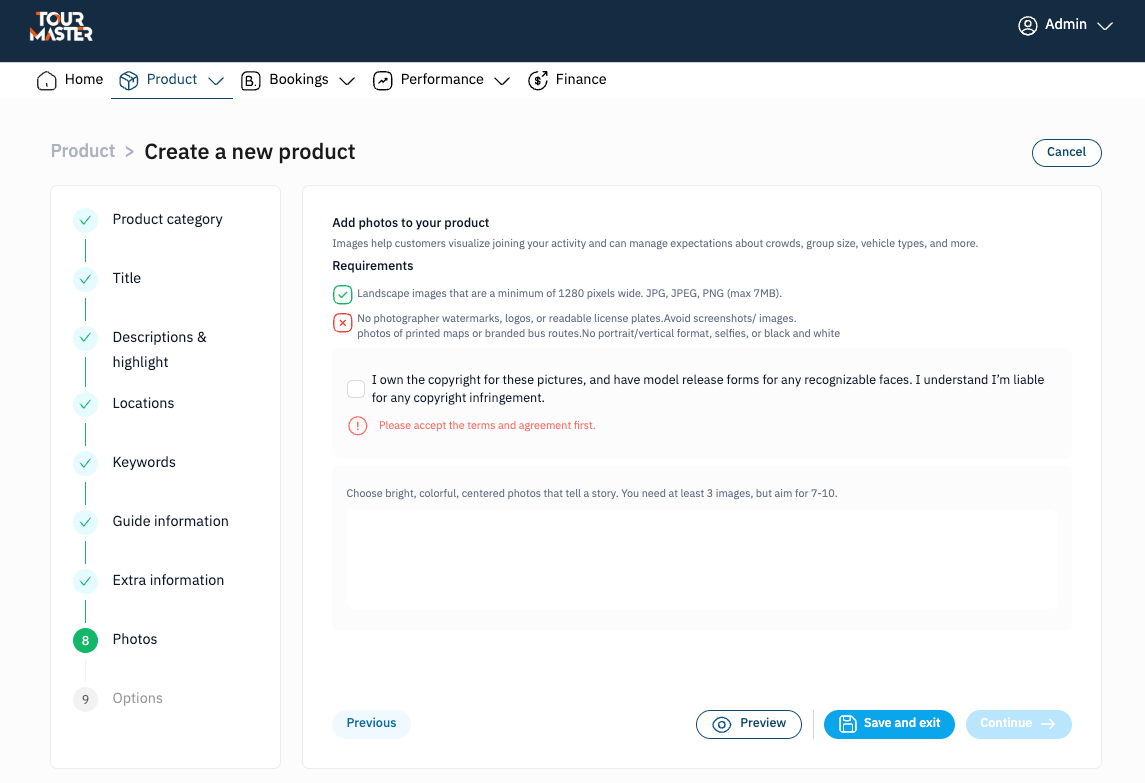 TOUR
MASTER
Admin
Home
Product
B.
Bookings
Performance
$
Finance
Product > Create a new product
Cancel
Product category
Title
Descriptions &
highlight
Locations
Keywords
Guide information
Extra information
8
Photos
9
Options
Add photos to your product
Images help customers visualize joining your activity and can manage expectations about crowds, group size, vehicle types, and more.
Requirements
Landscape images that are a minimum of 1280 pixels wide. JPG, JPEG, PNG (max 7MB).
No photographer watermarks, logos, or readable license plates.Avoid screenshots/ images.
photos of printed maps or branded bus routes.No portrait/vertical format, selfies, or black and white
I own the copyright for these pictures, and have model release forms for any recognizable faces. I understand I’m liable
for any copyright infringement.
Please accept the terms and agreement first.
Choose bright, colorful, centered photos that tell a story. You need at least 3 images, but aim for 7-10.
Previous
Preview
Save and exit
Continue